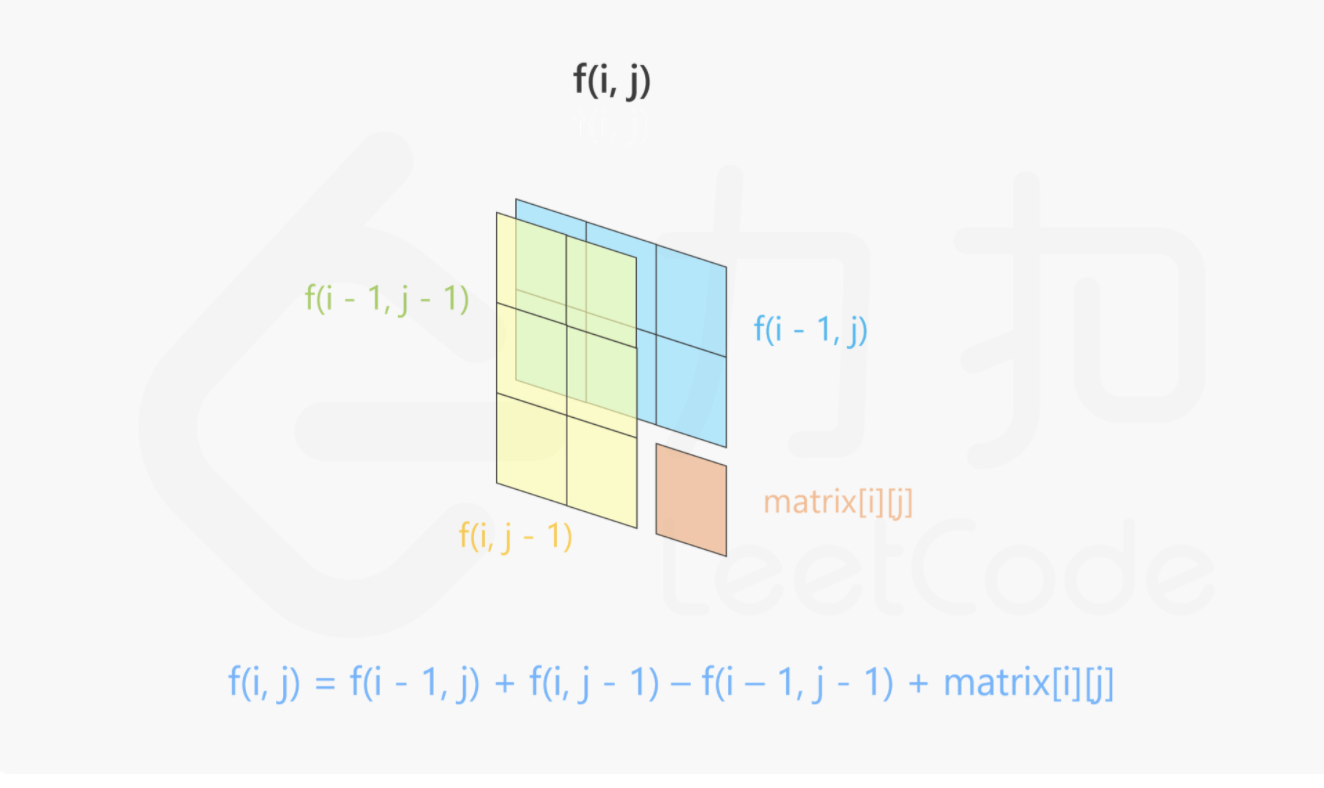 f(i, j)
f(i - 1, j - 1)
f(i - 1, j)
matrix[i][j]
f(i, j - 1)
力扣
LeetCode
f(i, j) = f(i - 1, j) + f(i, j - 1) – f(i – 1, j - 1) + matrix[i][j]